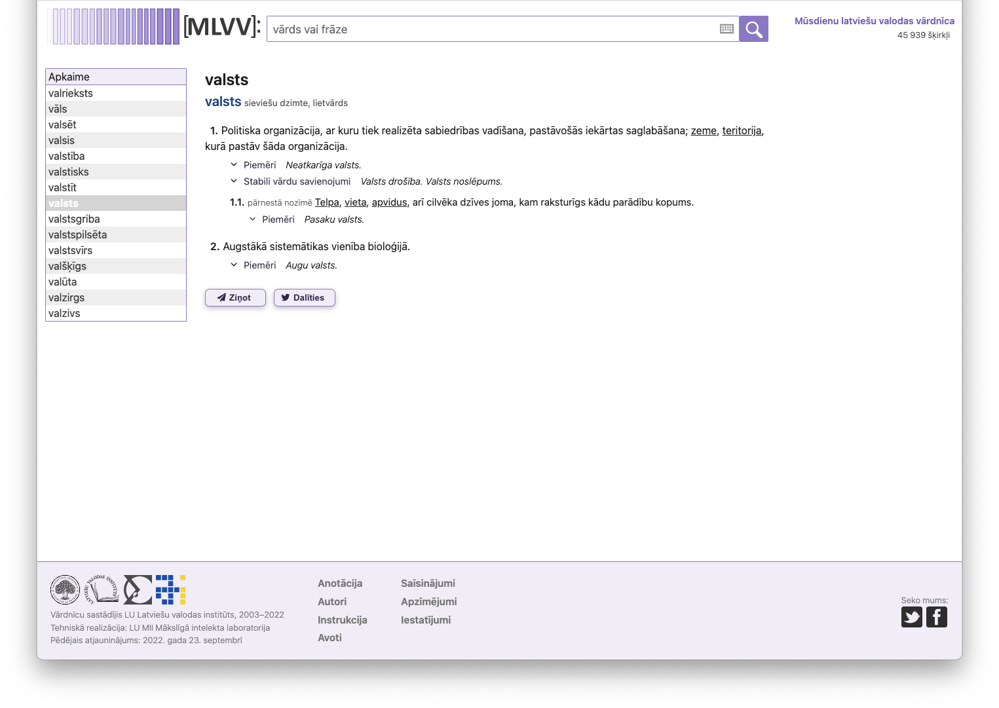 [MLVV]:
vārds vai frāze
Mūsdienu latviešu valodas vārdnīca
45 939 šķirkļi
Apkaime
valrieksts
vāls
valsēt
valsis
valstība
valstisks
valstīt
valsts
valstsgriba
valstspilsēta
valstsvīrs
valšķīgs
valūta
valzirgs
valzivs
valsts
valsts sieviešu dzimte, lietvārds
1. Politiska organizācija, ar kuru tiek realizēta sabiedrības vadīšana, pastāvošās iekārtas saglabāšana; zeme, teritorija,
kurā pastāv šāda organizācija.
Piemēri Neatkarīga valsts.
Stabili vārdu savienojumi Valsts drošība. Valsts noslēpums.
1.1. pārnestā nozīmē Telpa, vieta, apvidus, arī cilvēka dzīves joma, kam raksturīgs kādu parādību kopums.
Piemēri Pasaku valsts.
2. Augstākā sistemātikas vienība bioloģijā.
Piemēri Augu valsts.
Ziņot
Dalīties
LATVIEŠU VALODAS INSTITŪTS
Vārdnīcu sastādījis LU Latviešu valodas institūts, 2003–2022
Tehniskā realizācija: LU MII Mākslīgā intelekta laboratorija
Pēdējais atjauninājums: 2022. gada 23. septembrī
Anotācija
Autori
Instrukcija
Avoti
Saīsinājumi
Apzīmējumi
Iestatījumi
Seko mums: